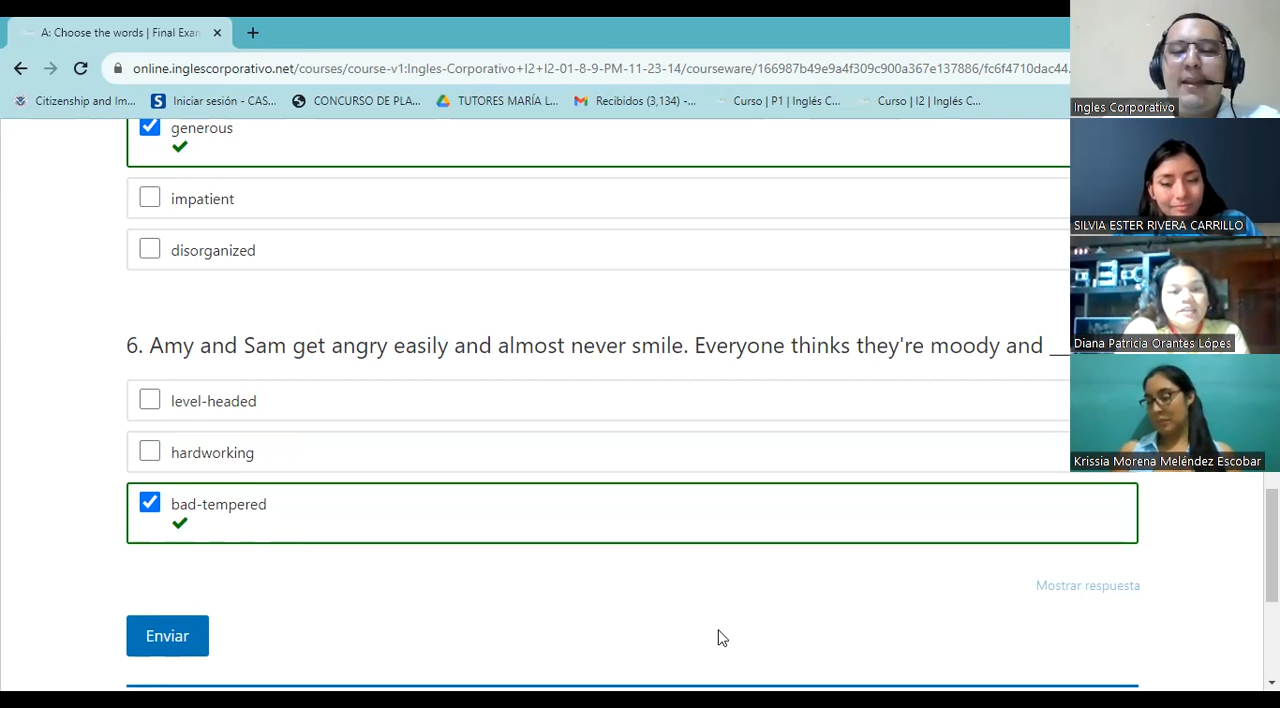 A: Choose the words | Final Exan
online.inglescorporativo.net/courses/course-v1:Ingles-Corporativo+I2+I2-01-8-9-PM-11-23-14/courseware/166987b49e9a4f309c900a367e137886/fc6f4710dac44.
Citizenship and Im... Iniciar sesión - CAS... CONCURSO DE PLA... TUTORES MARÍA L... Recibidos (3,134) -... Curso | P1 | Inglés C... Curso | I2 | Inglés C...
Ingles Corporativo
generous
impatient
SILVIA ESTER RIVERA CARRILLO
disorganized
6. Amy and Sam get angry easily and almost never smile. Everyone thinks they're moody and __
Diana Patricia Orantes Lópes
level-headed
hardworking
Krissia Morena Meléndez Escobar
bad-tempered
Mostrar respuesta
Enviar